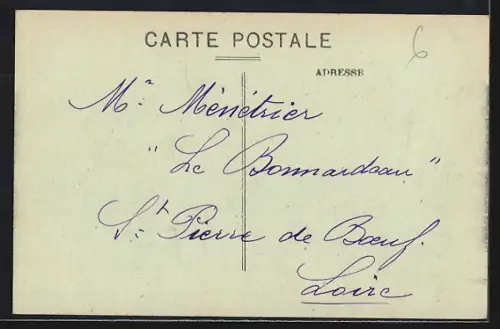 CARTE POSTALE
6
ADRESSE
Mr Ménétrier
"Le Bonnardeau"
St Pierre de Bœuf.
Loire